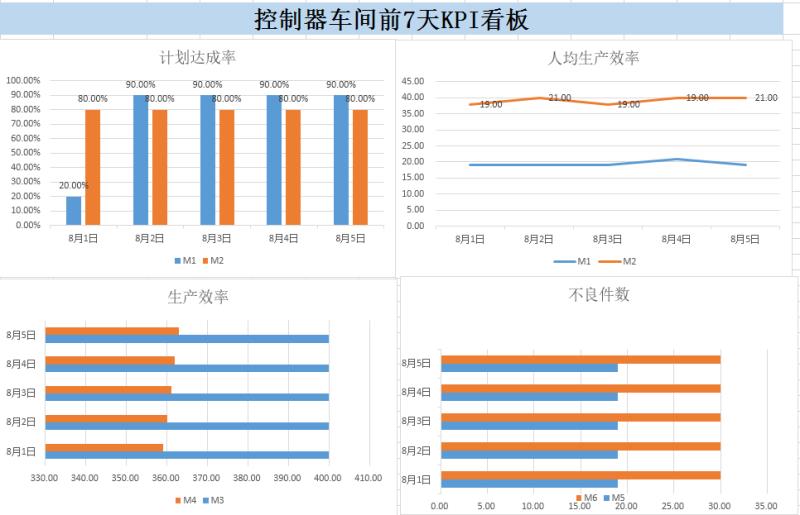 控制器车间前7天KPI看板
计划达成率
100.00%
90.00%
80.00%
70.00%
60.00%
50.00%
40.00%
30.00%
20.00%
10.00%
0.00%
20.00%
80.00%
90.00%
80.00%
90.00%
80.00%
90.00%
80.00%
90.00%
80.00%
8月1日 8月2日 8月3日 8月4日 8月5日
M1 M2
人均生产效率
45.00
40.00
35.00
30.00
25.00
20.00
15.00
10.00
5.00
0.00
19.00 21.00 19.00 19.00 21.00
8月1日 8月2日 8月3日 8月4日 8月5日
M1 M2
生产效率
8月5日
8月4日
8月3日
8月2日
8月1日
330.00 340.00 350.00 360.00 370.00 380.00 390.00 400.00 410.00
M4 M3
不良件数
8月5日
8月4日
8月3日
8月2日
8月1日
M6 M5
0.00 5.00 10.00 15.00 20.00 25.00 30.00 35.00